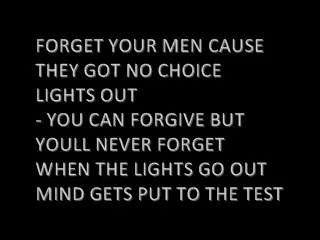 FORGET YOUR MEN CAUSE
THEY GOT NO CHOICE
LIGHTS OUT
- YOU CAN FORGIVE BUT
YOULL NEVER FORGET
WHEN THE LIGHTS GO OUT
MIND GETS PUT TO THE TEST